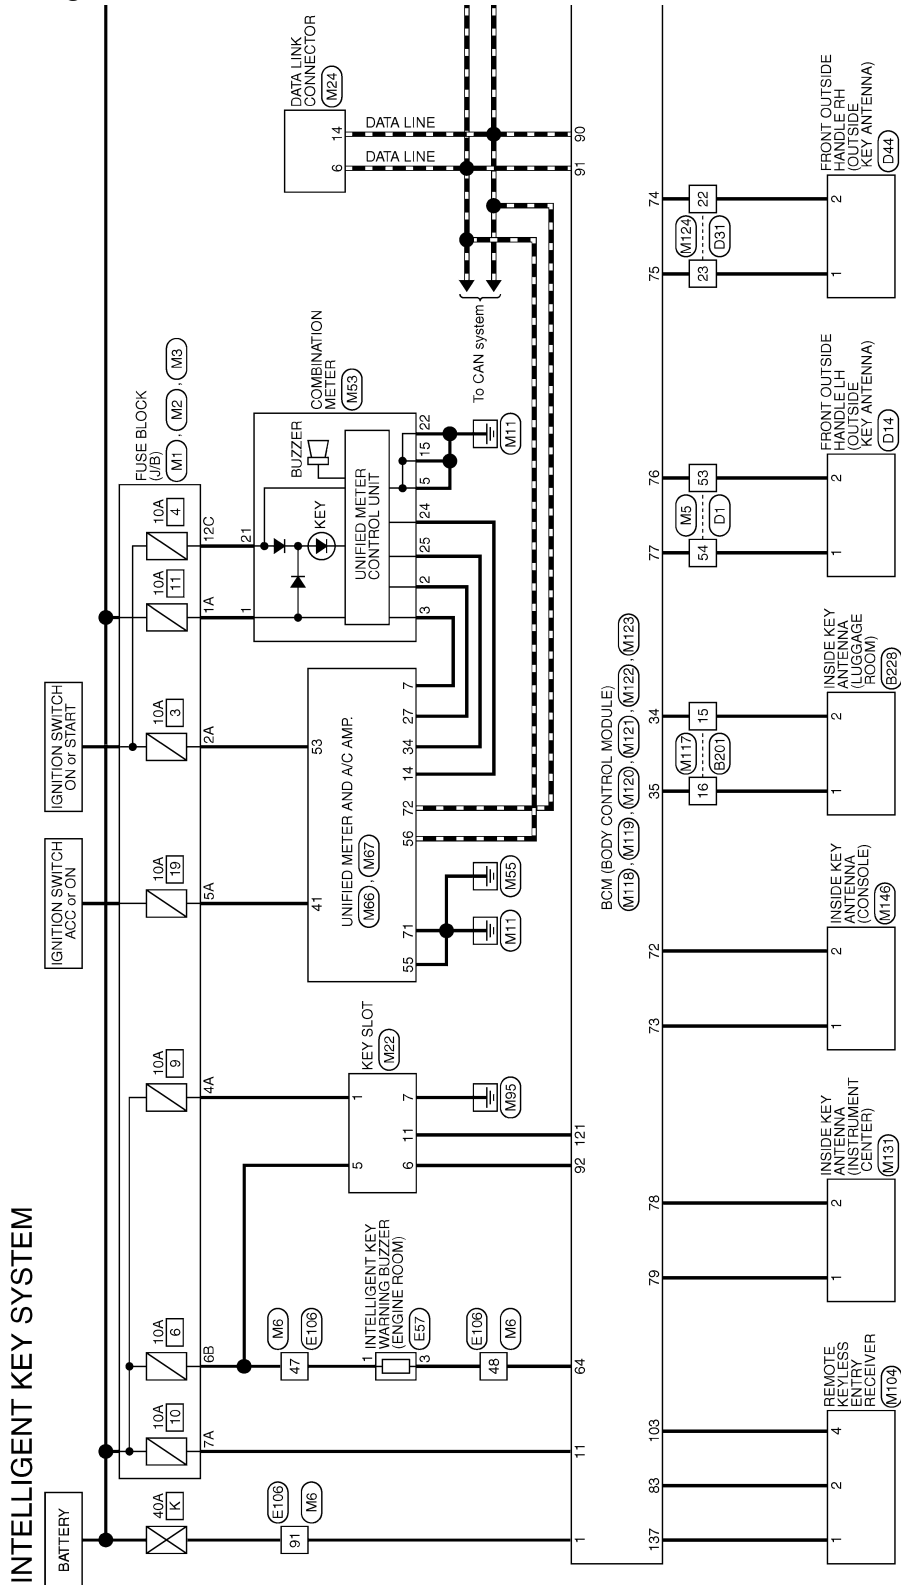 INTELLIGENT KEY SYSTEM
BATTERY
IGNITION SWITCH
ACC or ON
IGNITION SWITCH
ON or START
40A
K
10A
10
10A
6
10A
9
10A
19
10A
3
10A
11
10A
4
FUSE BLOCK
(J/B)
M1 , M2 , M3
7A
6B
4A
5A
2A
1A
12C
E106
91
M6
M6
47
E106
1
INTELLIGENT KEY
WARNING BUZZER
(ENGINE ROOM)
E57
3
E106
48
M6
KEY SLOT
M22
5
1
6
11
7
M95
41
53
UNIFIED METER AND A/C AMP.
M66 , M67
55
71
56
72
14
34
27
7
M11
M55
1
21
BUZZER
KEY
UNIFIED METER
CONTROL UNIT
COMBINATION
METER
M53
3
2
25
24
5
15
22
M11
To CAN system
DATA LINK
CONNECTOR
M24
6
14
DATA LINE
DATA LINE
1
11
64
92
121
91
90
BCM (BODY CONTROL MODULE)
M118 , M119 , M120 , M121 , M122 , M123
137
83
103
79
78
73
72
35
34
77
76
75
74
M117
16
15
B201
M5
54
53
D1
M124
23
22
D31
1
2
4
REMOTE
KEYLESS
ENTRY
RECEIVER
M104
1
2
INSIDE KEY
ANTENNA
(INSTRUMENT
CENTER)
M131
1
2
INSIDE KEY
ANTENNA
(CONSOLE)
M146
1
2
INSIDE KEY
ANTENNA
(LUGGAGE
ROOM)
B228
1
2
FRONT OUTSIDE
HANDLE LH
(OUTSIDE
KEY ANTENNA)
D14
1
2
FRONT OUTSIDE
HANDLE RH
(OUTSIDE
KEY ANTENNA)
D44